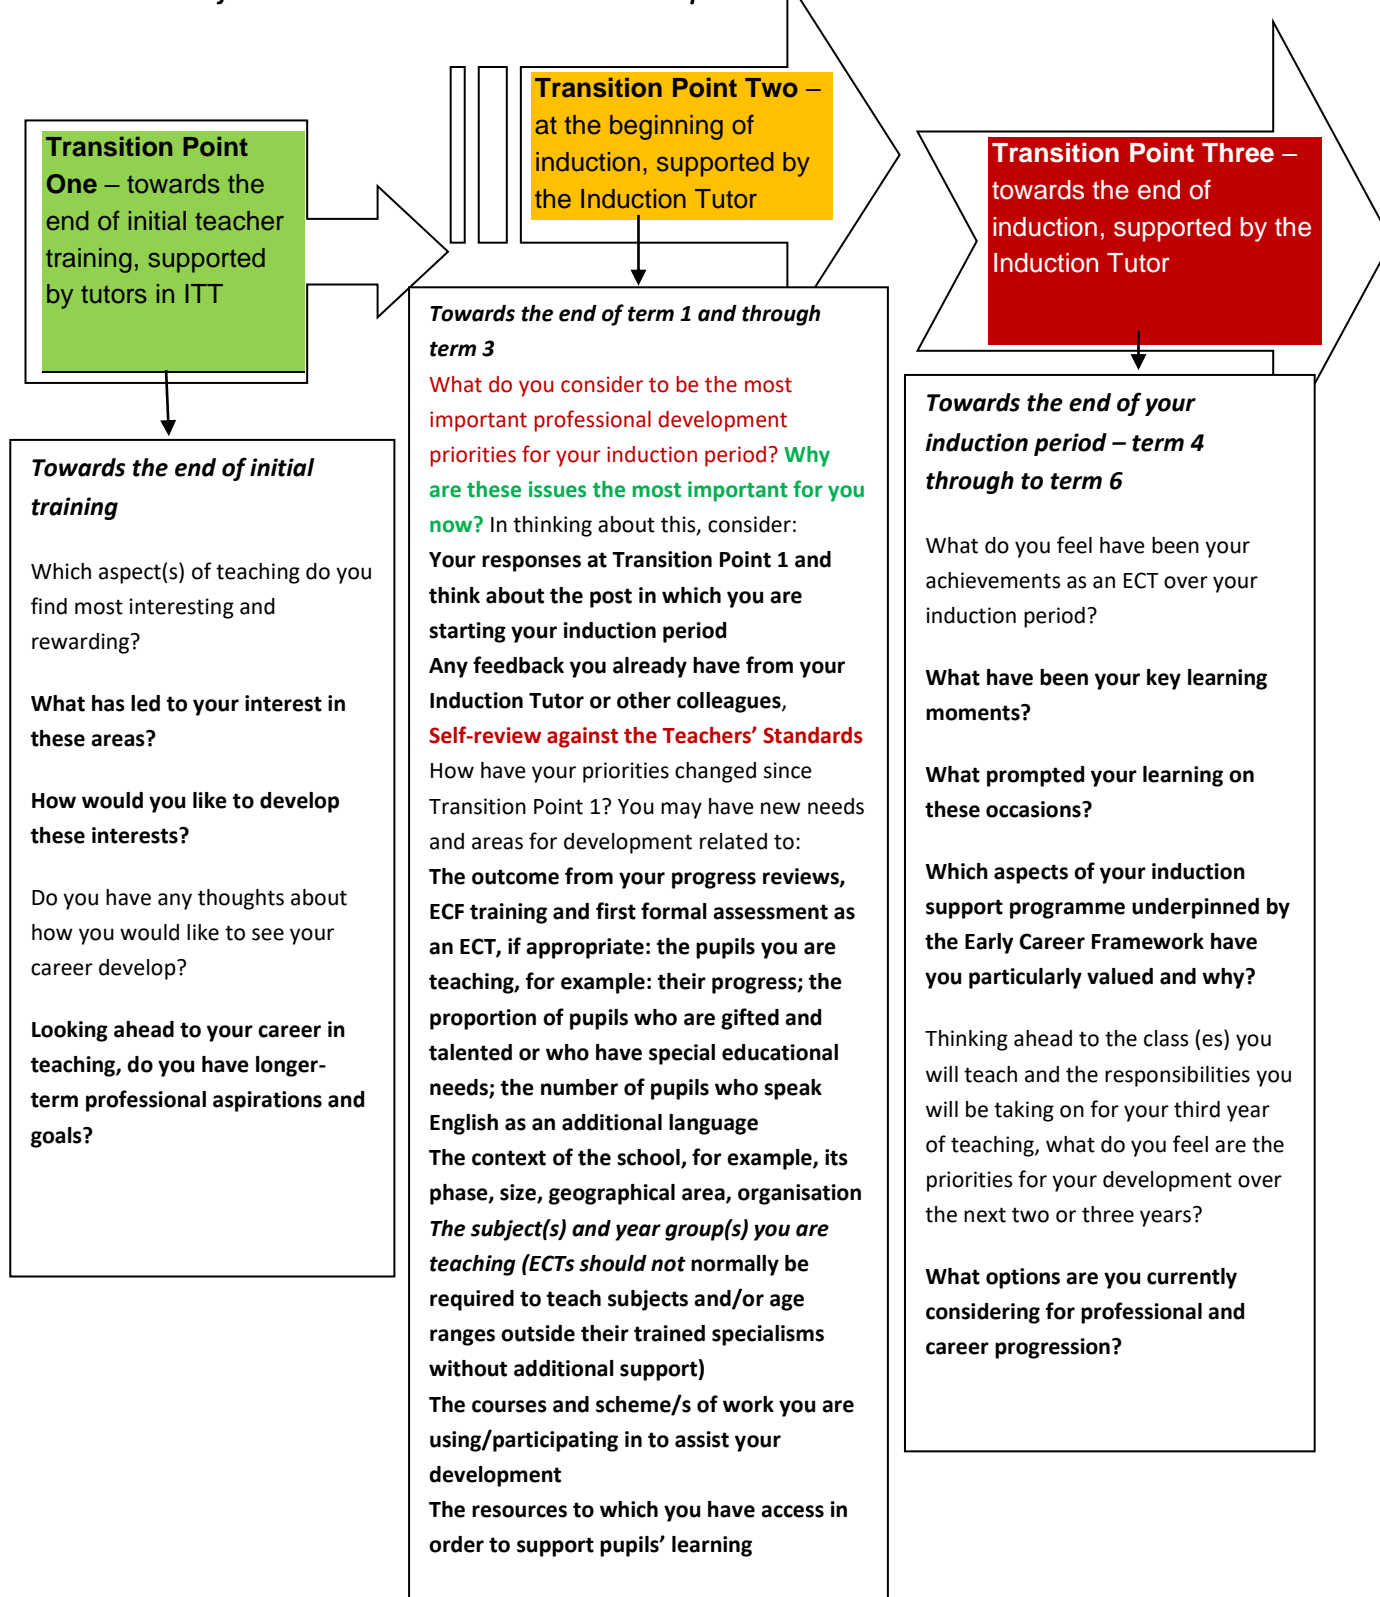 Transition Point
One – towards the
end of initial teacher
training, supported
by tutors in ITT
Transition Point Two –
at the beginning of
induction, supported by
the Induction Tutor
Transition Point Three –
towards the end of
induction, supported by the
Induction Tutor
Towards the end of initial
training
Which aspect(s) of teaching do you
find most interesting and
rewarding?
What has led to your interest in
these areas?
How would you like to develop
these interests?
Do you have any thoughts about
how you would like to see your
career develop?
Looking ahead to your career in
teaching, do you have longer-
term professional aspirations and
goals?
Towards the end of term 1 and through
term 3
What do you consider to be the most
important professional development
priorities for your induction period? Why
are these issues the most important for you
now? In thinking about this, consider:
Your responses at Transition Point 1 and
think about the post in which you are
starting your induction period
Any feedback you already have from your
Induction Tutor or other colleagues,
Self-review against the Teachers’ Standards
How have your priorities changed since
Transition Point 1? You may have new needs
and areas for development related to:
The outcome from your progress reviews,
ECF training and first formal assessment as
an ECT, if appropriate: the pupils you are
teaching, for example: their progress; the
proportion of pupils who are gifted and
talented or who have special educational
needs; the number of pupils who speak
English as an additional language
The context of the school, for example, its
phase, size, geographical area, organisation
The subject(s) and year group(s) you are
teaching (ECTs should not normally be
required to teach subjects and/or age
ranges outside their trained specialisms
without additional support)
The courses and scheme/s of work you are
using/participating in to assist your
development
The resources to which you have access in
order to support pupils’ learning
Towards the end of your
induction period – term 4
through to term 6
What do you feel have been your
achievements as an ECT over your
induction period?
What have been your key learning
moments?
What prompted your learning on
these occasions?
Which aspects of your induction
support programme underpinned by
the Early Career Framework have
you particularly valued and why?
Thinking ahead to the class (es) you
will teach and the responsibilities you
will be taking on for your third year
of teaching, what do you feel are the
priorities for your development over
the next two or three years?
What options are you currently
considering for professional and
career progression?